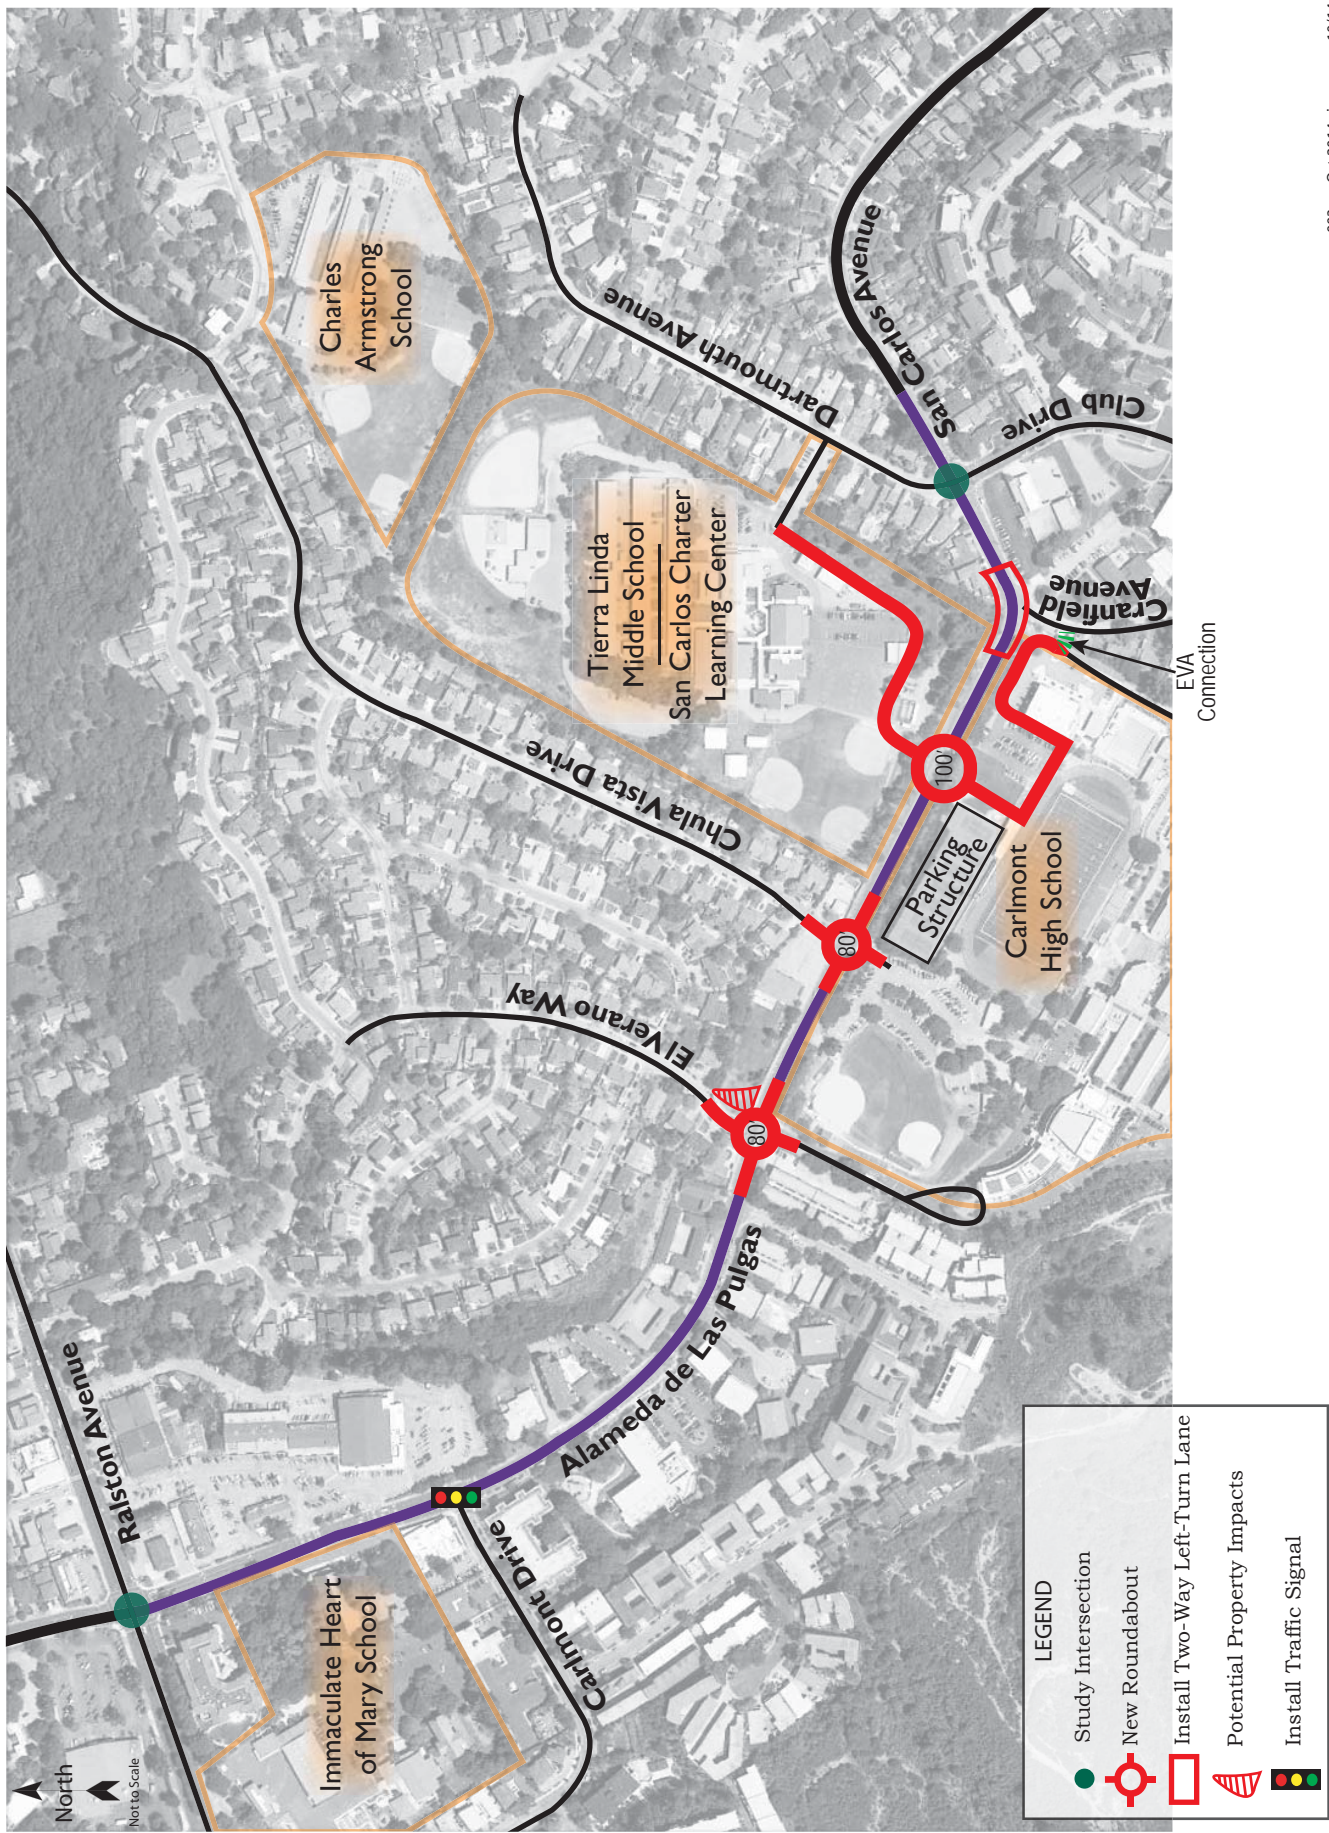 North
Not to Scale
Ralston Avenue
Immaculate Heart
of Mary School
Carlmont Drive
Alameda de Las Pulgas
El Verano Way
Chula Vista Drive
Charles
Armstrong
School
Tierra Linda
Middle School
San Carlos Charter
Learning Center
Dartmouth Avenue
San Carlos Avenue
Club Drive
Cranfield
Avenue
EVA
Connection
80'
80'
100'
Parking
Structure
Carlmont
High School
LEGEND
Study Intersection
New Roundabout
Install Two-Way Left-Turn Lane
Potential Property Impacts
Install Traffic Signal